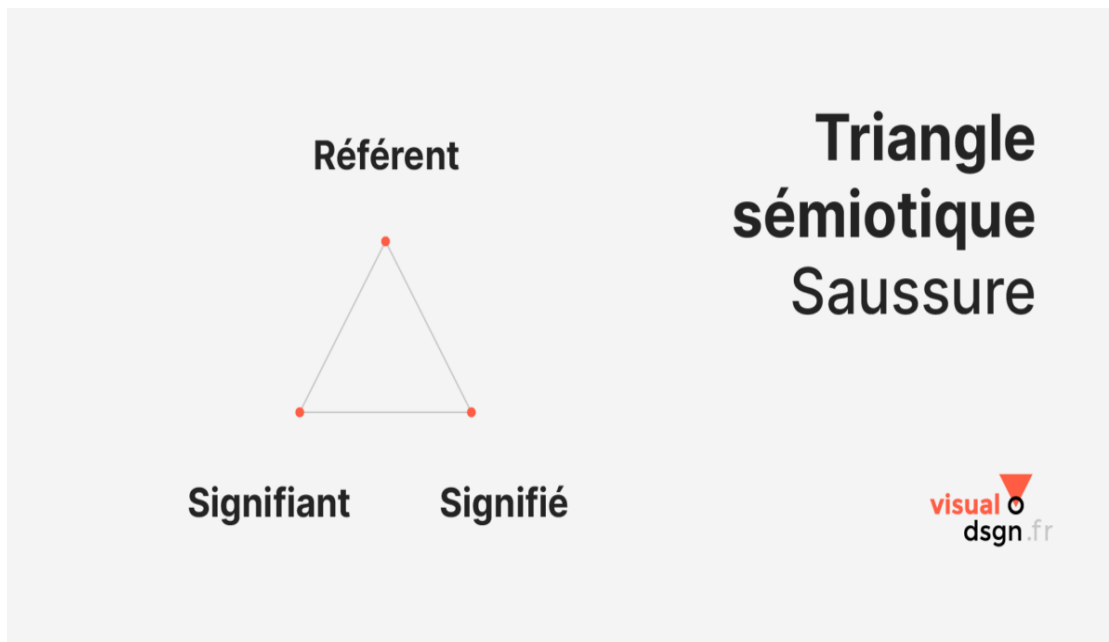 Triangle
sémiotique
Saussure
Référent
Signifiant
Signifié
visual
dsgn.fr